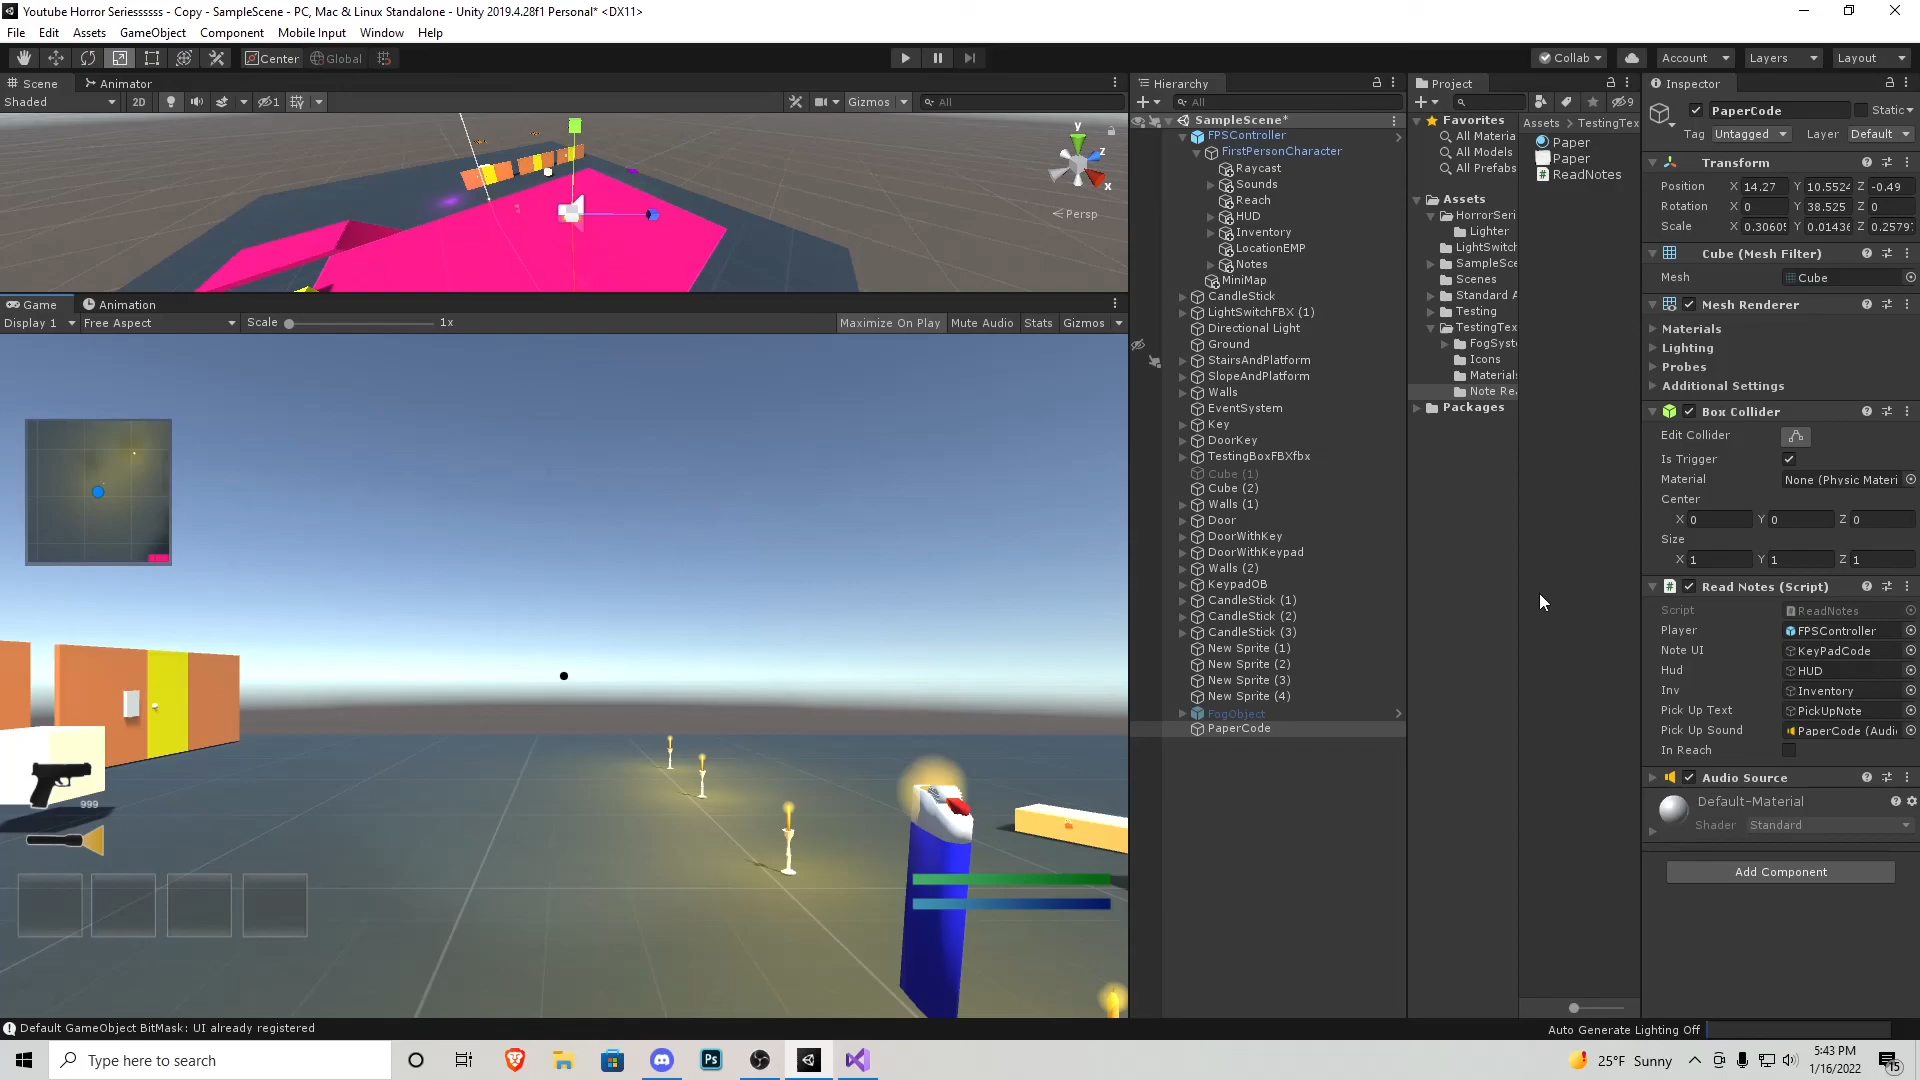 Youtube Horror Seriessssss - Copy - SampleScene - PC, Mac & Linux Standalone - Unity 2019.4.28f1 Personal* <DX11>
File Edit Assets GameObject Component Mobile Input Window Help
Center Global Collab Account Layers Layout
Scene Animator
Shaded 2D 1 Gizmos All
y
z
x
Persp
Game Animation
Display 1 Free Aspect Scale 1x Maximize On Play Mute Audio Stats Gizmos
999
Hierarchy
All
SampleScene*
FPSController
FirstPersonCharacter
Raycast
Sounds
Reach
HUD
Inventory
LocationEMP
Notes
MiniMap
CandleStick
LightSwitchFBX (1)
Directional Light
Ground
StairsAndPlatform
SlopeAndPlatform
Walls
EventSystem
Key
DoorKey
TestingBoxFBXfbx
Cube (1)
Cube (2)
Walls (1)
Door
DoorWithKey
DoorWithKeypad
Walls (2)
KeypadOB
CandleStick (1)
CandleStick (2)
CandleStick (3)
New Sprite (1)
New Sprite (2)
New Sprite (3)
New Sprite (4)
FogObject
PaperCode
Project
9
Favorites
All Materia
All Models
All Prefabs
Assets
HorrorSeri
Lighter
LightSwitch
SampleSce
Scenes
Standard A
Testing
TestingTex
FogSyst
Icons
Materials
Note Re
Packages
Assets > TestingTex
Paper
Paper
ReadNotes
Inspector
PaperCode Static
Tag Untagged Layer Default
Transform
Position X 14.27 Y 10.5524 Z -0.49
Rotation X 0 Y 38.525 Z 0
Scale X 0.30605 Y 0.01436 Z 0.25797
Cube (Mesh Filter)
Mesh Cube
Mesh Renderer
Materials
Lighting
Probes
Additional Settings
Box Collider
Edit Collider
Is Trigger
Material None (Physic Materi
Center
X 0 Y 0 Z 0
Size
X 1 Y 1 Z 1
Read Notes (Script)
Script ReadNotes
Player FPSController
Note UI KeyPadCode
Hud HUD
Inv Inventory
Pick Up Text PickUpNote
Pick Up Sound PaperCode (Audi
In Reach
Audio Source
Default-Material
Shader Standard
Add Component
Default GameObject BitMask: UI already registered
Auto Generate Lighting Off
Type here to search
Ps
25°F Sunny
5:43 PM
1/16/2022
15